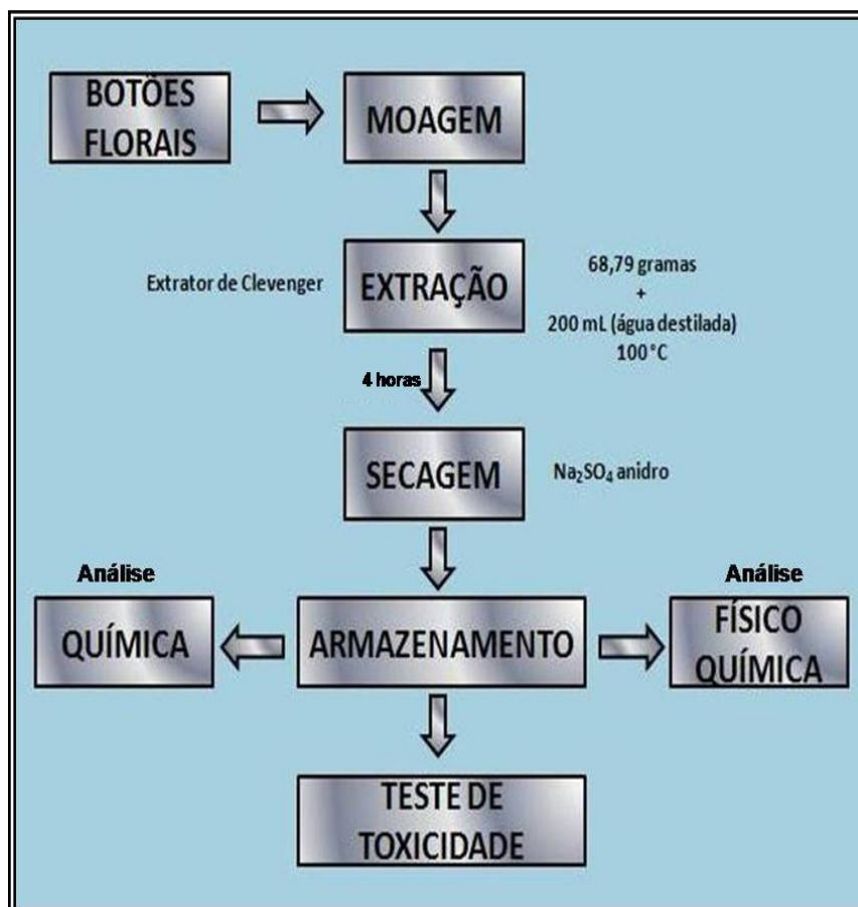 BOTÕES
FLORAIS
MOAGEM
Extrator de Clevenger
EXTRAÇÃO
68,79 gramas
+
200 mL (água destilada)
100°C
4 horas
SECAGEM
Na₂SO₄ anidro
Análise
QUÍMICA
ARMAZENAMENTO
Análise
FÍSICO
QUÍMICA
TESTE DE
TOXICIDADE